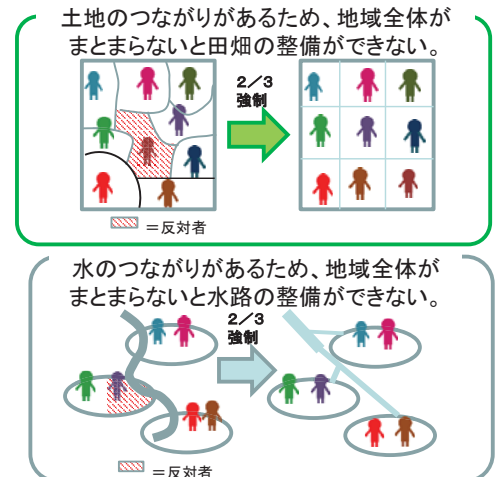 土地のつながりがあるため、地域全体が
まとまらないと田畑の整備ができない。
2/3
強制
=反対者
水のつながりがあるため、地域全体が
まとまらないと水路の整備ができない。
2/3
強制
=反対者